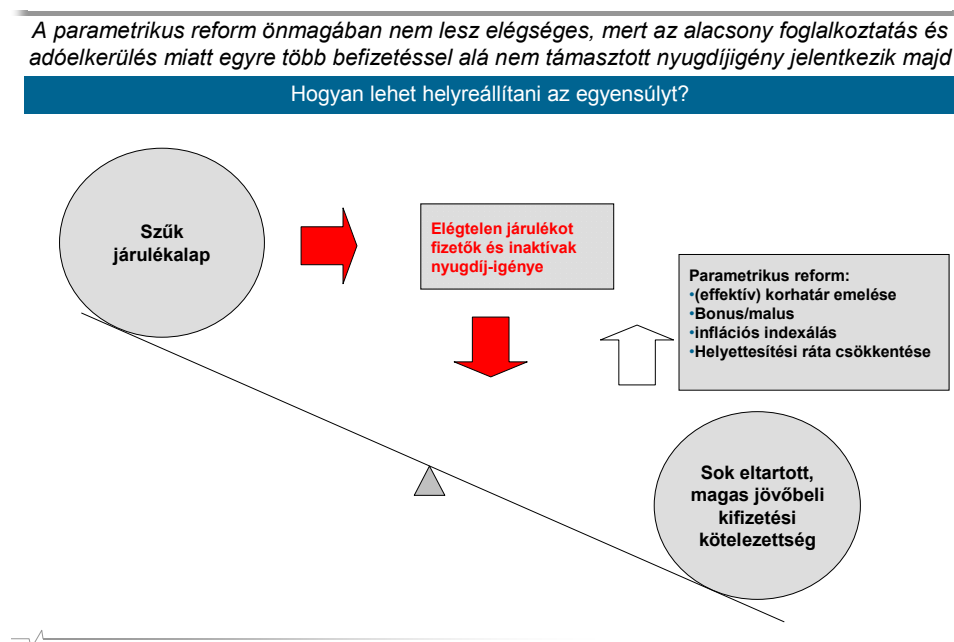 A parametrikus reform önmagában nem lesz elégséges, mert az alacsony foglalkoztatás és
adóelkerülés miatt egyre több befizetéssel alá nem támasztott nyugdíjigény jelentkezik majd
Hogyan lehet helyreállítani az egyensúlyt?
Szűk
járulékalap
Elégtelen járulékot
fizetők és inaktívak
nyugdíj-igénye
Parametrikus reform:
•(effektív) korhatár emelése
•Bonus/malus
•inflációs indexálás
•Helyettesítési ráta csökkentése
Sok eltartott,
magas jövőbeli
kifizetési
kötelezettség